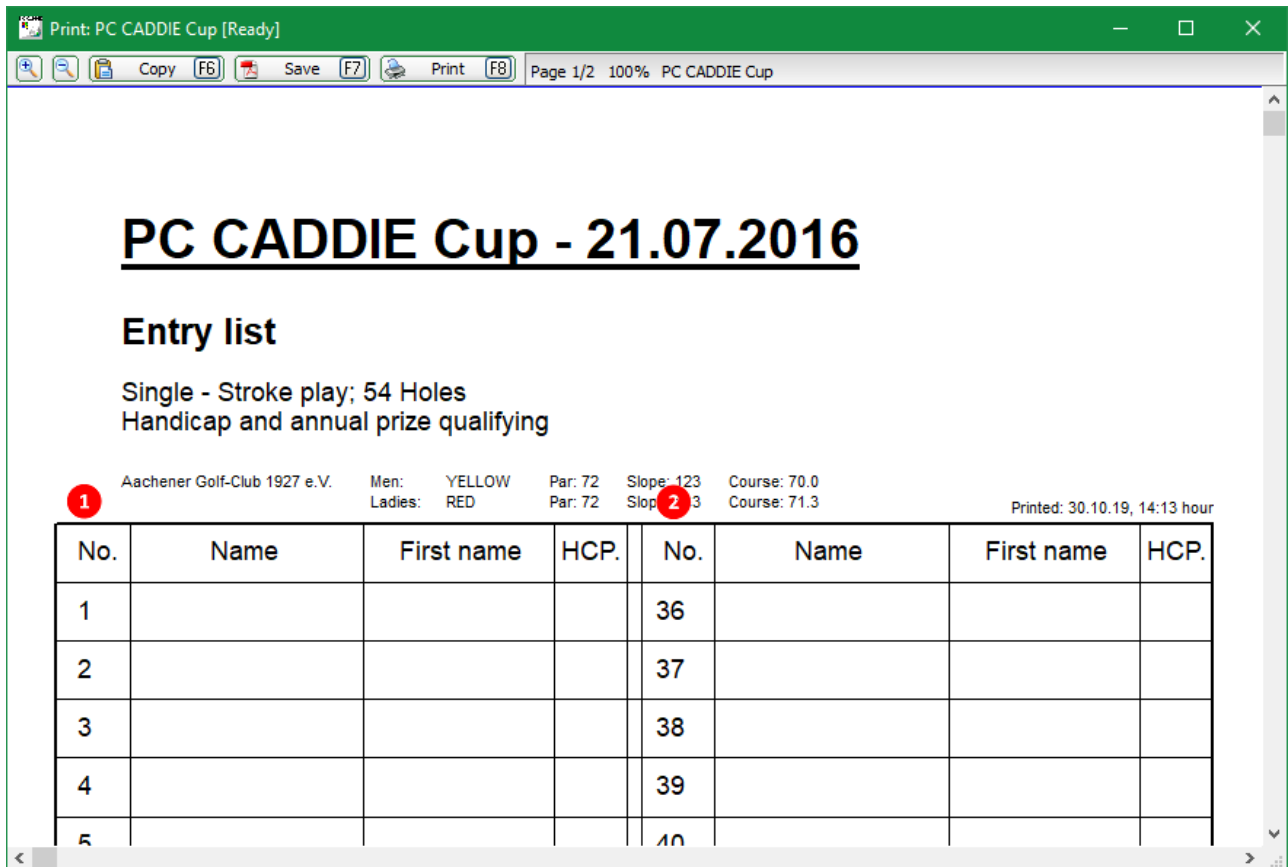 Print: PC CADDIE Cup [Ready]
Copy F6 Save F7 Print F8 Page 1/2 100% PC CADDIE Cup
PC CADDIE Cup - 21.07.2016
Entry list
Single - Stroke play; 54 Holes
Handicap and annual prize qualifying
Aachener Golf-Club 1927 e.V. Men: YELLOW Par: 72 Slope: 123 Course: 70.0
1 Ladies: RED Par: 72 2 Course: 71.3
Printed: 30.10.19, 14:13 hour
No. Name First name HCP. No. Name First name HCP.
1 36
2 37
3 38
4 39
5 40